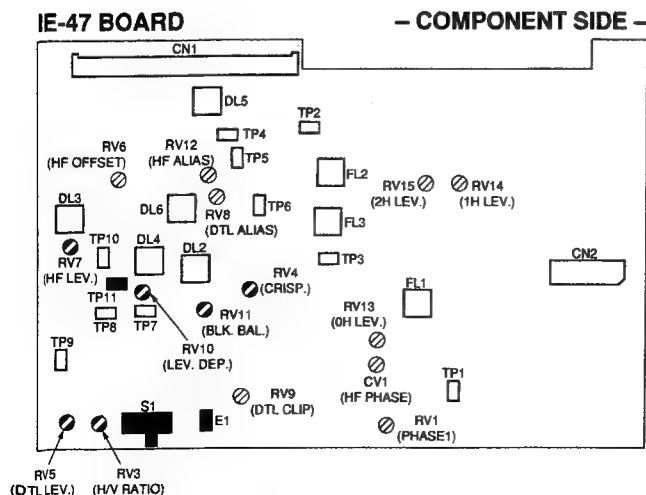 IE-47 BOARD
– COMPONENT SIDE –
CN1
DL5
TP2
TP4
RV6
(HF OFFSET)
RV12
(HF ALIAS)
TP5
FL2
RV15
(2H LEV.)
RV14
(1H LEV.)
DL3
DL6
RV8
(DTL ALIAS)
TP6
FL3
TP10
DL4
DL2
TP3
CN2
RV7
(HF LEV.)
RV4
(CRISP.)
FL1
TP11
RV13
(0H LEV.)
TP8
TP7
RV11
(BLK. BAL.)
RV10
(LEV. DEP.)
TP9
CV1
(HF PHASE)
TP1
RV9
(DTL CLIP)
S1
E1
RV1
(PHASE1)
RV5
(DTL LEV.)
RV3
(H/V RATIO)